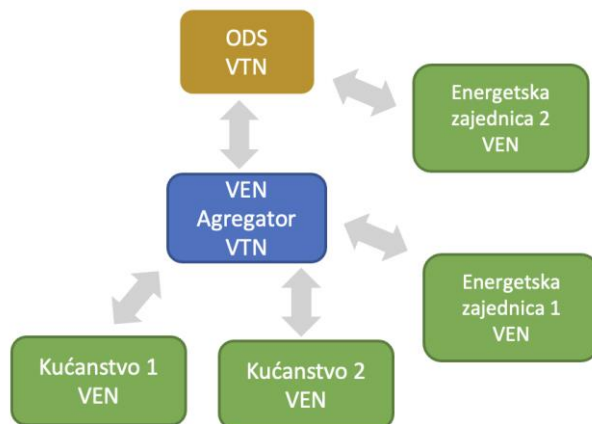 ODS
VTN
Energetska
zajednica 2
VEN
VEN
Agregator
VTN
Energetska
zajednica 1
VEN
Kućanstvo 1
VEN
Kućanstvo 2
VEN